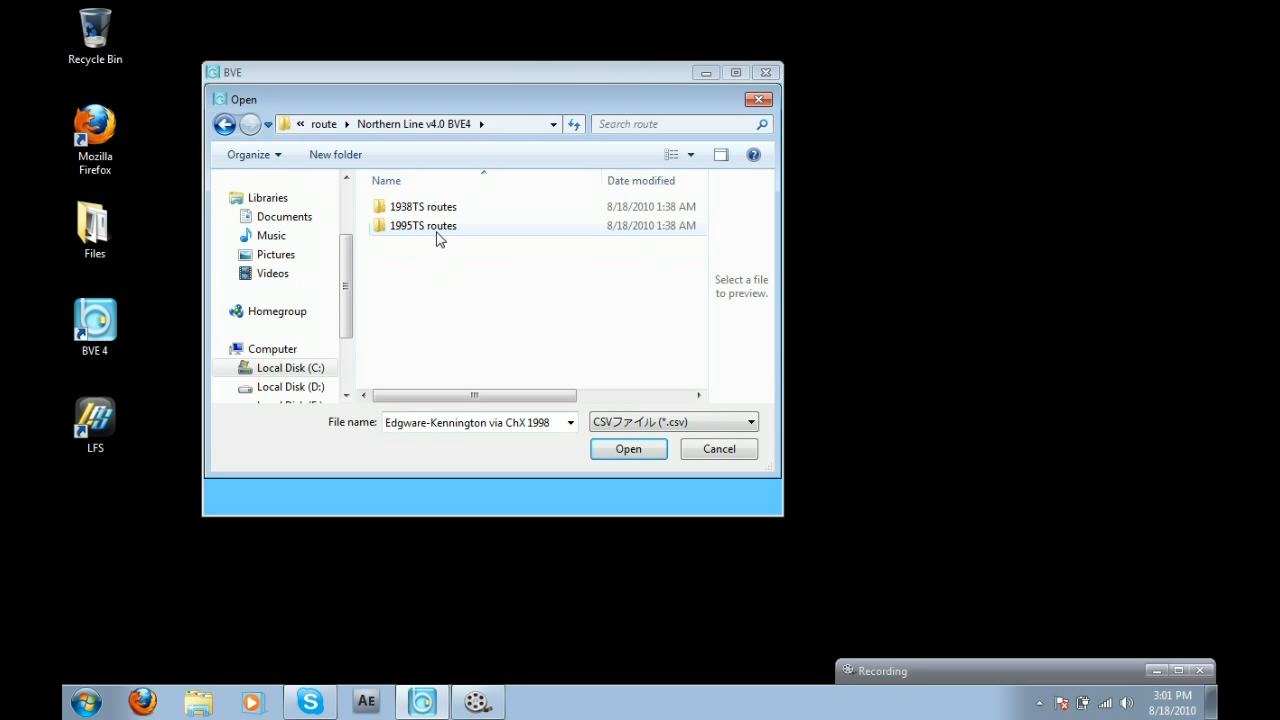 Recycle Bin
Mozilla
Firefox
Files
BVE 4
LFS
BVE
Open
« route Northern Line v4.0 BVE4
Search route
Organize
New folder
Name
Date modified
Libraries
Documents
Music
Pictures
Videos
Homegroup
Computer
Local Disk (C:)
Local Disk (D:)
1938TS routes 8/18/2010 1:38 AM
1995TS routes 8/18/2010 1:38 AM
Select a file
to preview.
File name: Edgware-Kennington via ChX 1998
CSVファイル (*.csv)
Open
Cancel
Recording
AE
3:01 PM
8/18/2010